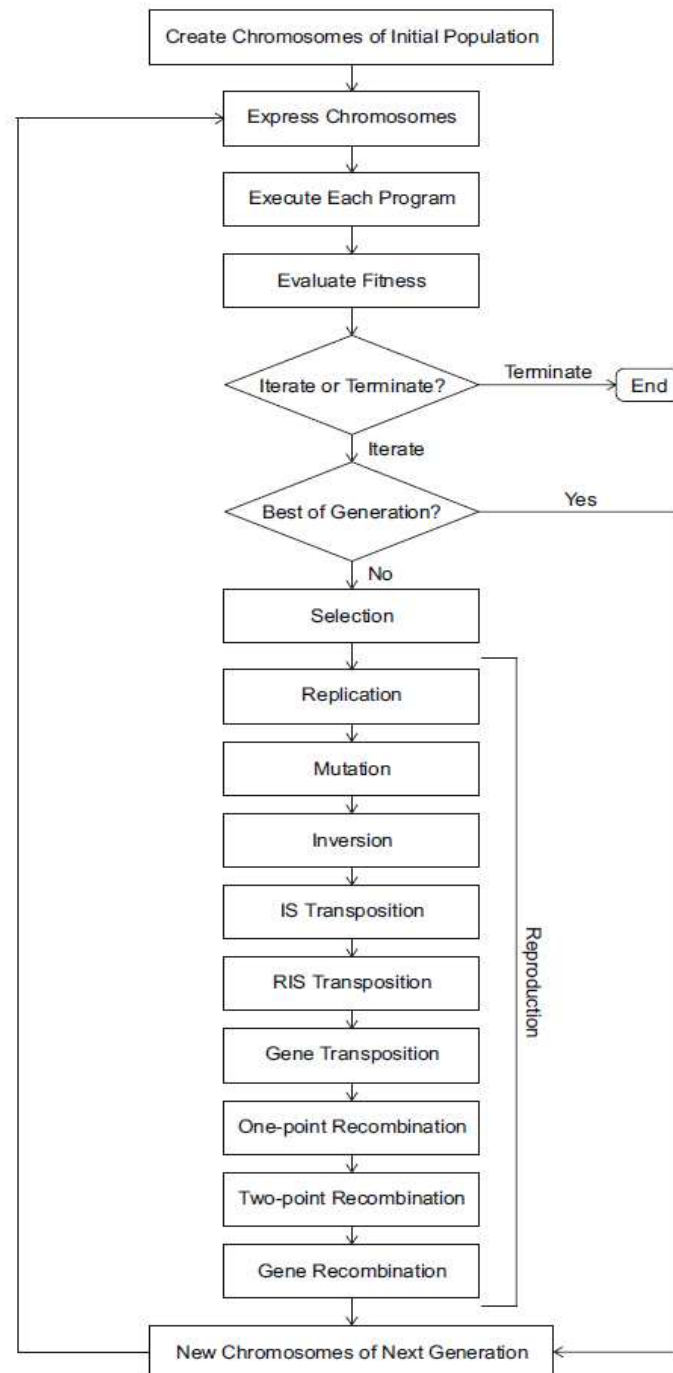 Create Chromosomes of Initial Population
Express Chromosomes
Execute Each Program
Evaluate Fitness
Iterate or Terminate?
Terminate
End
Iterate
Best of Generation?
Yes
No
Selection
Replication
Mutation
Inversion
IS Transposition
RIS Transposition
Gene Transposition
One-point Recombination
Two-point Recombination
Gene Recombination
Reproduction
New Chromosomes of Next Generation